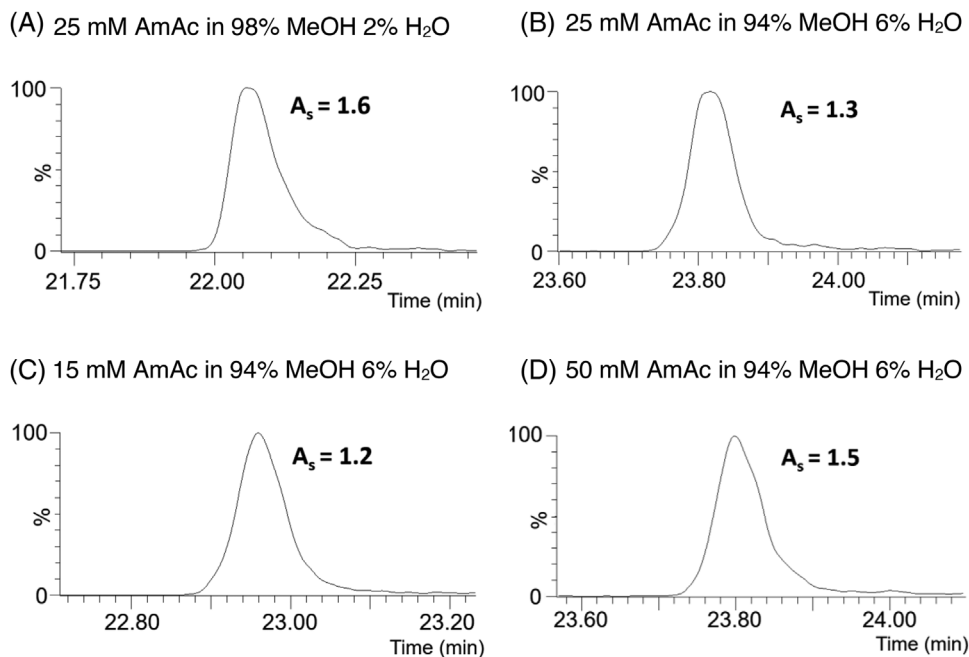 (A) 25 mM AmAc in 98% MeOH 2% H₂O
100
%
0
Aₛ = 1.6
21.75 22.00 22.25
Time (min)
(B) 25 mM AmAc in 94% MeOH 6% H₂O
100
%
0
Aₛ = 1.3
23.60 23.80 24.00
Time (min)
(C) 15 mM AmAc in 94% MeOH 6% H₂O
100
%
0
Aₛ = 1.2
22.80 23.00 23.20
Time (min)
(D) 50 mM AmAc in 94% MeOH 6% H₂O
100
%
0
Aₛ = 1.5
23.60 23.80 24.00
Time (min)